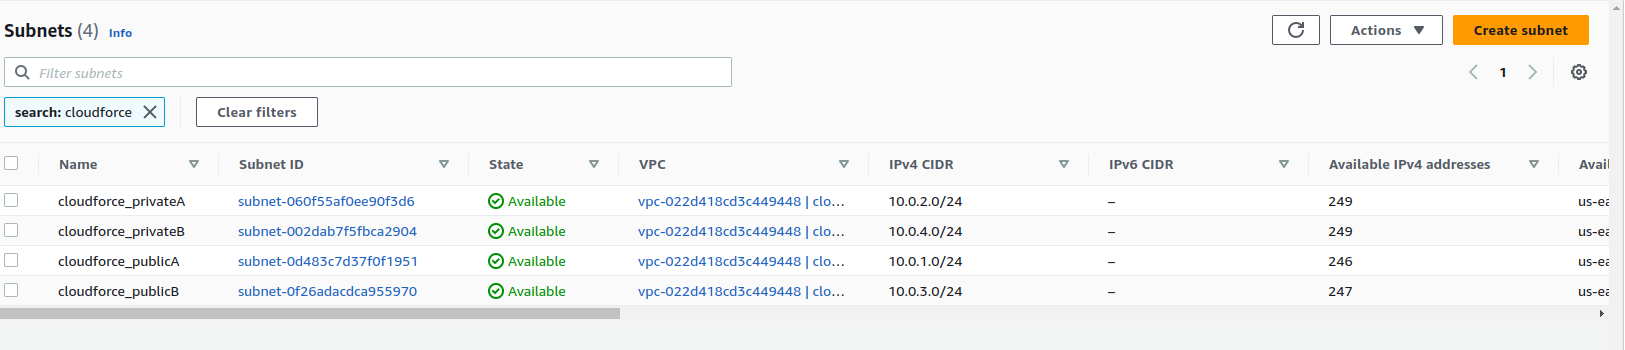 Subnets (4) Info
Actions
Create subnet
Filter subnets
1
search: cloudforce
Clear filters
Name Subnet ID State VPC IPv4 CIDR IPv6 CIDR Available IPv4 addresses Avail
cloudforce_privateA subnet-060f55af0ee90f3d6 Available vpc-022d418cd3c449448 | clo... 10.0.2.0/24 – 249 us-ea
cloudforce_privateB subnet-002dab7f5fbca2904 Available vpc-022d418cd3c449448 | clo... 10.0.4.0/24 – 249 us-ea
cloudforce_publicA subnet-0d483c7d37f0f1951 Available vpc-022d418cd3c449448 | clo... 10.0.1.0/24 – 246 us-ea
cloudforce_publicB subnet-0f26adacdca955970 Available vpc-022d418cd3c449448 | clo... 10.0.3.0/24 – 247 us-ea